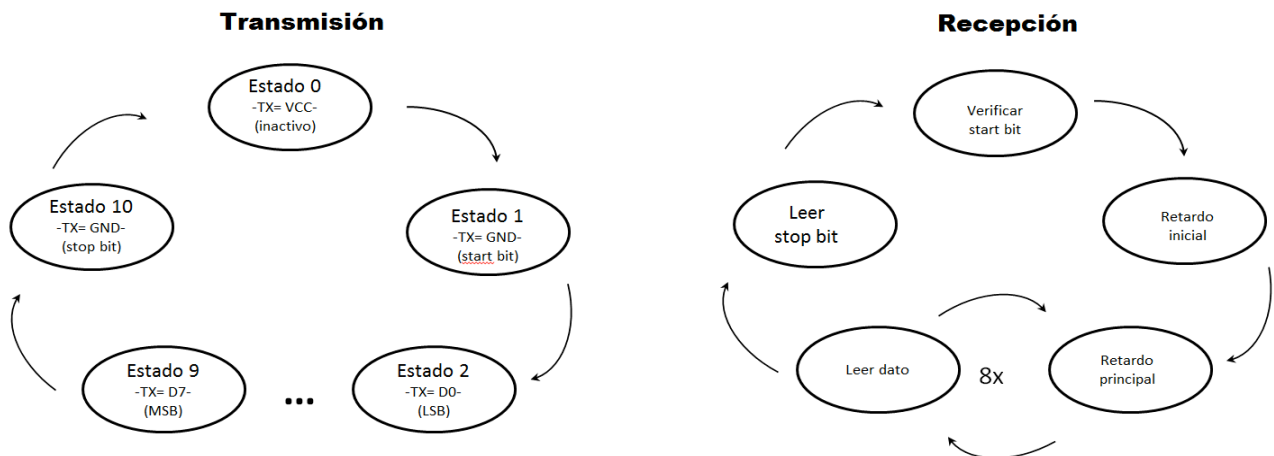 Transmisión
Estado 0
-TX= VCC-
(inactivo)
Estado 10
-TX= GND-
(stop bit)
Estado 1
-TX= GND-
(start bit)
Estado 9
-TX= D7-
(MSB)
...
Estado 2
-TX= D0-
(LSB)
Recepción
Verificar
start bit
Leer
stop bit
Retardo
inicial
Leer dato
8x
Retardo
principal